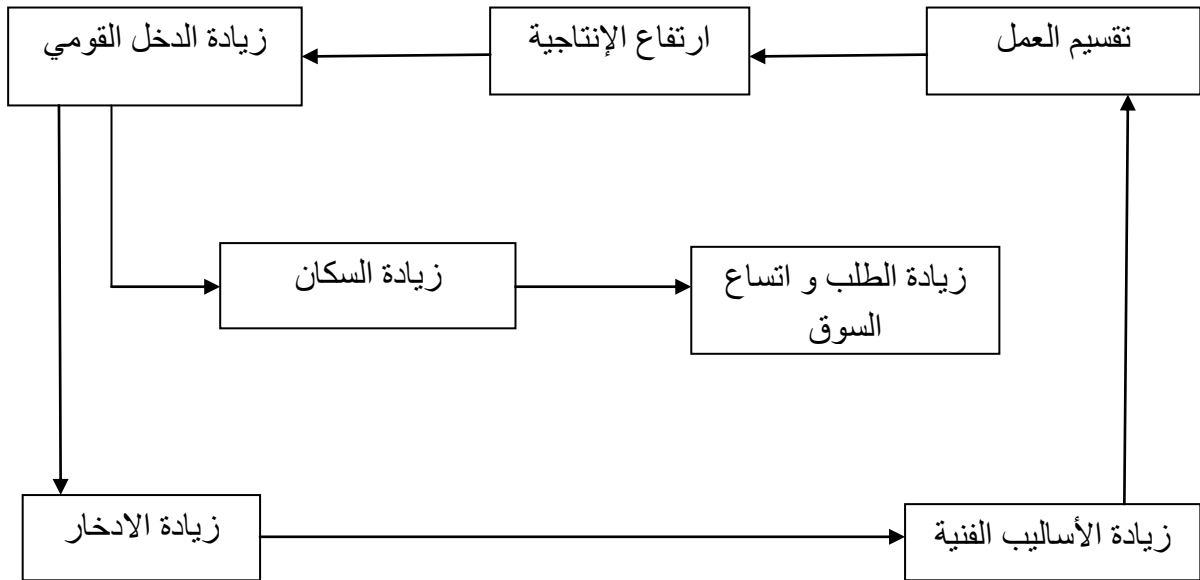 تقسيم العمل
ارتفاع الإنتاجية
زيادة الدخل القومي
زيادة الطلب و اتساع
السوق
زيادة السكان
زيادة الأساليب الفنية
زيادة الادخار